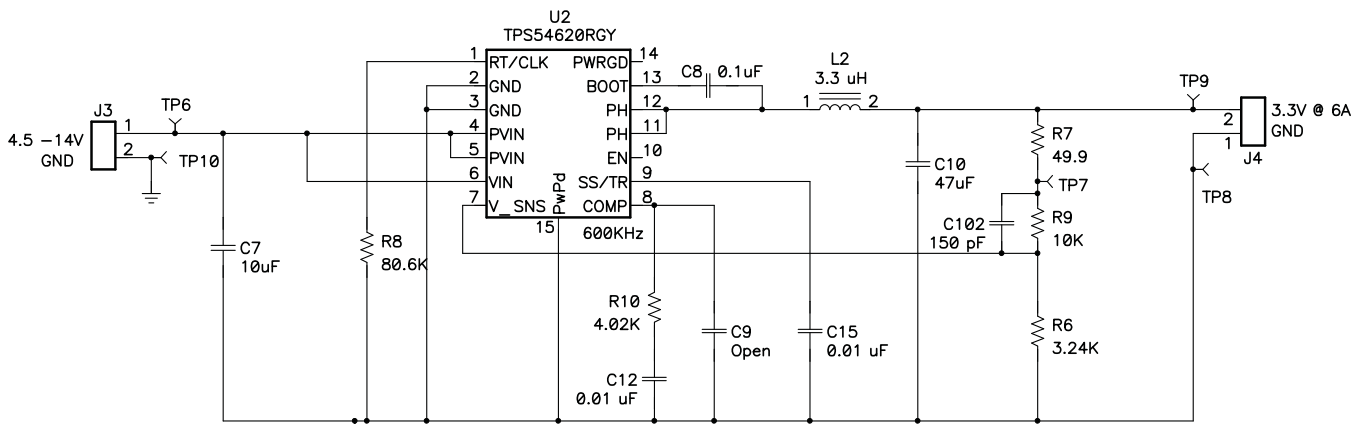 U2
TPS54620RGY
1 RT/CLK
2 GND
3 GND
4 PVIN
5 PVIN
6 VIN
7 V_SNS
PwPd
15
PWRGD 14
BOOT 13
PH 12
PH 11
EN 10
SS/TR 9
COMP 8
600KHz
J3
4.5 –14V
GND
1
2
TP6
TP10
C7
10uF
R8
80.6K
C8 0.1uF
L2
3.3 uH
1
2
R10
4.02K
C12
0.01 uF
C9
Open
C15
0.01 uF
C10
47uF
R7
49.9
TP7
C102
150 pF
R9
10K
R6
3.24K
TP9
TP8
3.3V @ 6A
2
GND
1
J4